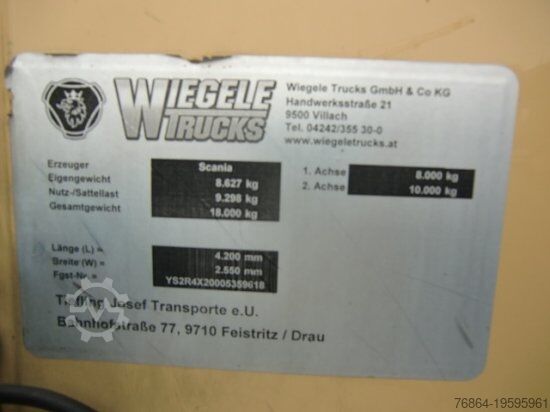 WIEGELE
TRUCKS
Wiegele Trucks GmbH & Co KG
Handwerksstraße 21
9500 Villach
Tel. 04242/355 30-0
www.wiegeletrucks.at
Erzeuger Scania
Eigengewicht 8.627 kg
Nutz-/Sattellast 9.298 kg
Gesamtgewicht 18.000 kg
1. Achse 8.000 kg
2. Achse 10.000 kg
Länge (L) = 4.200 mm
Breite (W) = 2.550 mm
Fgst-Nr. = YS2R4X20005359618
Josef Transporte e.U.
Bahnhofstraße 77, 9710 Feistritz / Drau
76864-19595961